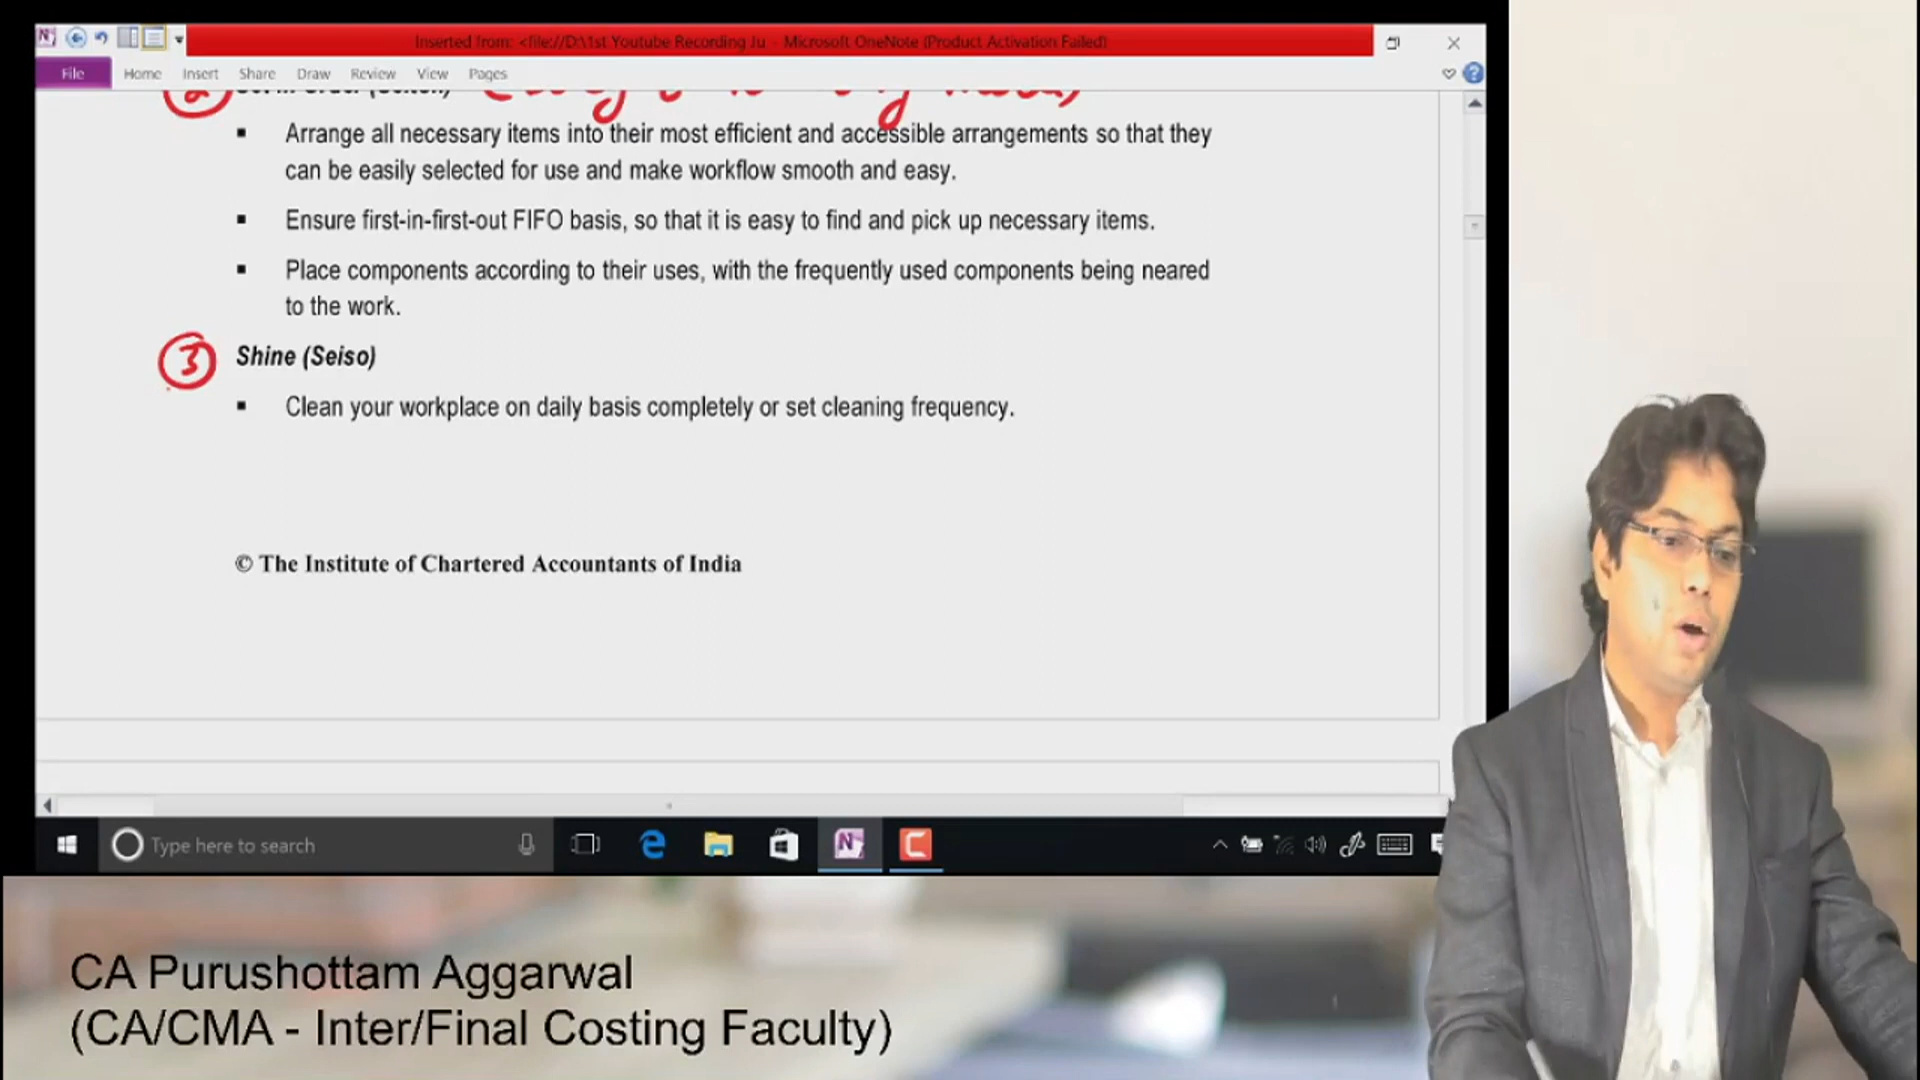 Inserted from: <file://D:\1st Youtube Recording Ju - Microsoft OneNote (Product Activation Failed)
File Home Insert Share Draw Review View Pages
Arrange all necessary items into their most efficient and accessible arrangements so that they
can be easily selected for use and make workflow smooth and easy.
Ensure first-in-first-out FIFO basis, so that it is easy to find and pick up necessary items.
Place components according to their uses, with the frequently used components being neared
to the work.
3 Shine (Seiso)
Clean your workplace on daily basis completely or set cleaning frequency.
© The Institute of Chartered Accountants of India
Type here to search
CA Purushottam Aggarwal
(CA/CMA - Inter/Final Costing Faculty)